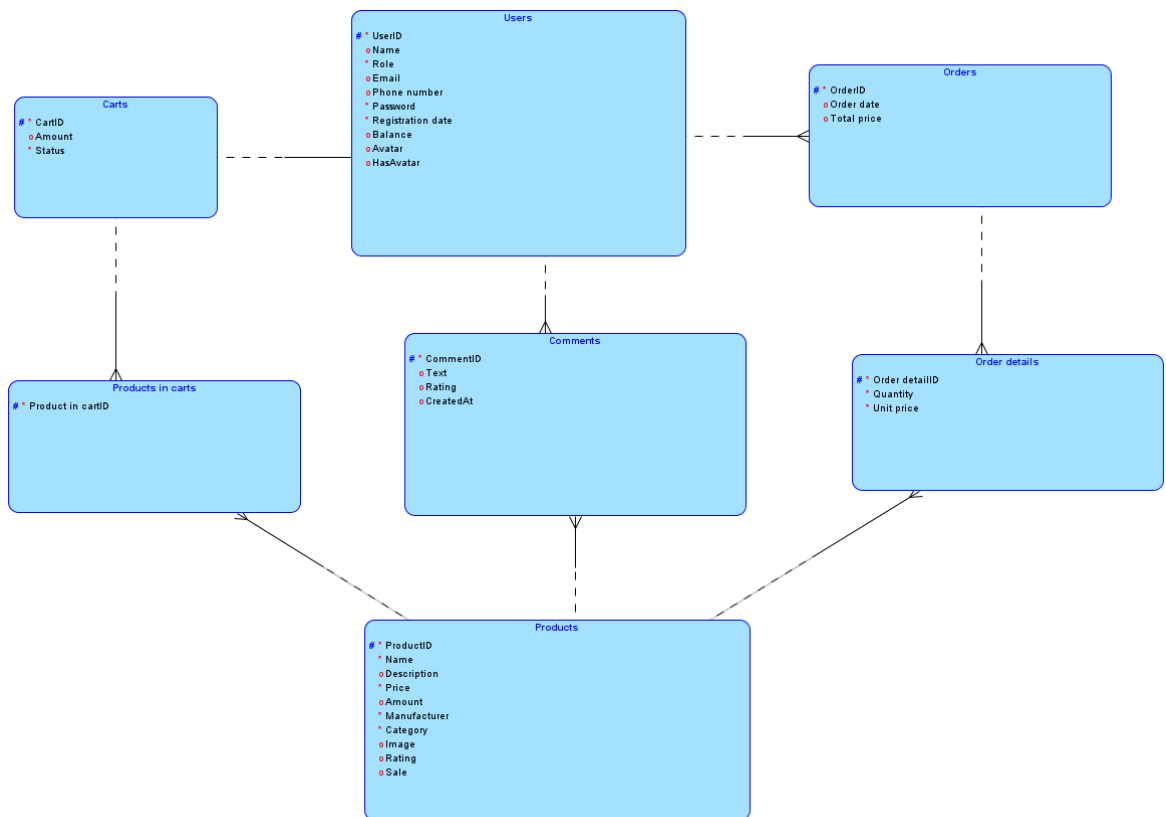 Users
# * UserID
o Name
* Role
o Email
o Phone number
* Password
* Registration date
o Balance
o Avatar
o HasAvatar
Orders
# * OrderID
o Order date
o Total price
Carts
# * CartID
o Amount
* Status
Comments
# * CommentID
o Text
o Rating
o CreatedAt
Order details
# * Order detailID
* Quantity
* Unit price
Products in carts
# * Product in cartID
Products
# * ProductID
* Name
o Description
* Price
o Amount
* Manufacturer
* Category
o Image
o Rating
o Sale